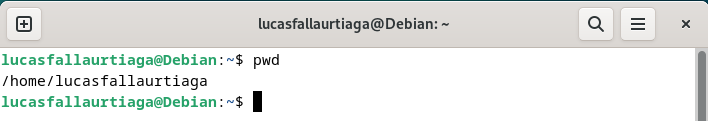 lucasfallaurtiaga@Debian: ~
lucasfallaurtiaga@Debian:~$ pwd
/home/lucasfallaurtiaga
lucasfallaurtiaga@Debian:~$